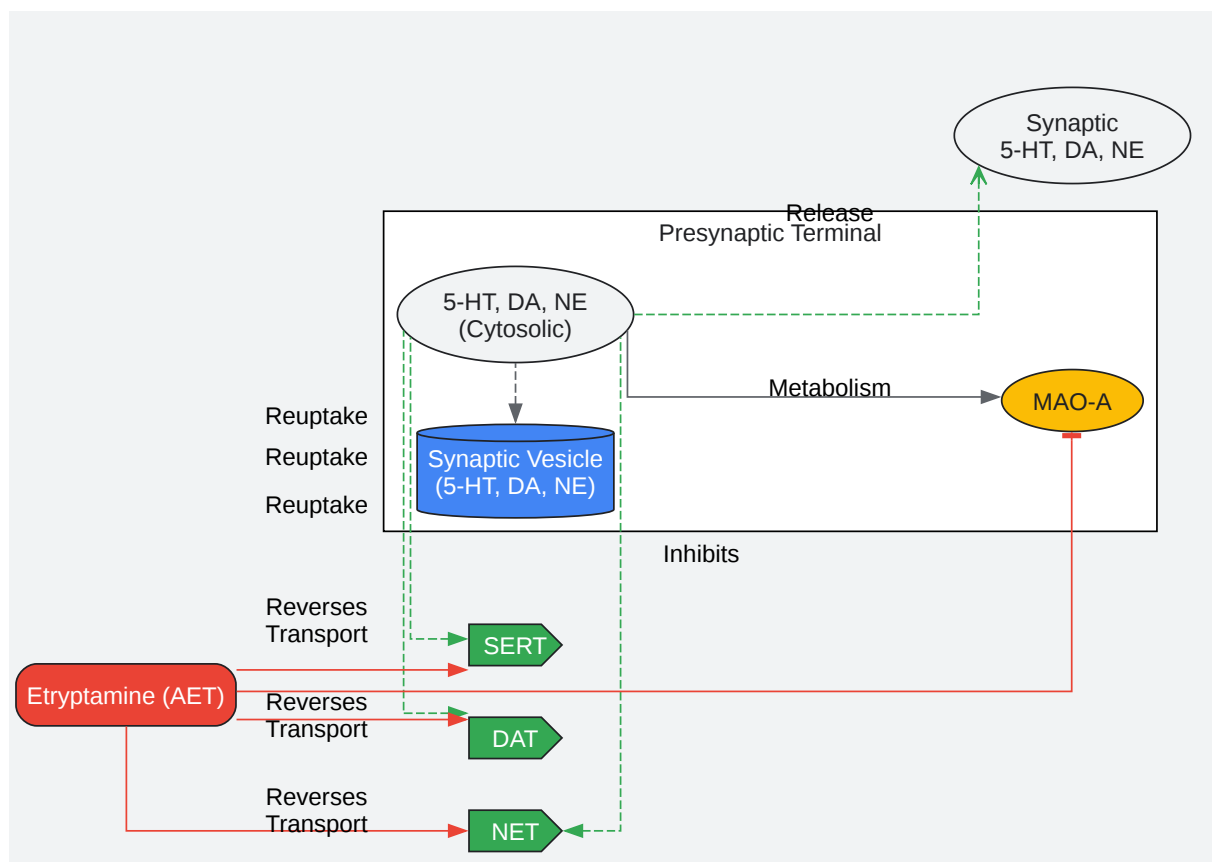 Synaptic
5-HT, DA, NE
Release
Presynaptic Terminal
5-HT, DA, NE
(Cytosolic)
Metabolism
MAO-A
Reuptake
Reuptake
Reuptake
Synaptic Vesicle
(5-HT, DA, NE)
Inhibits
Reverses
Transport
SERT
Etryptamine (AET)
Reverses
Transport
DAT
Reverses
Transport
NET